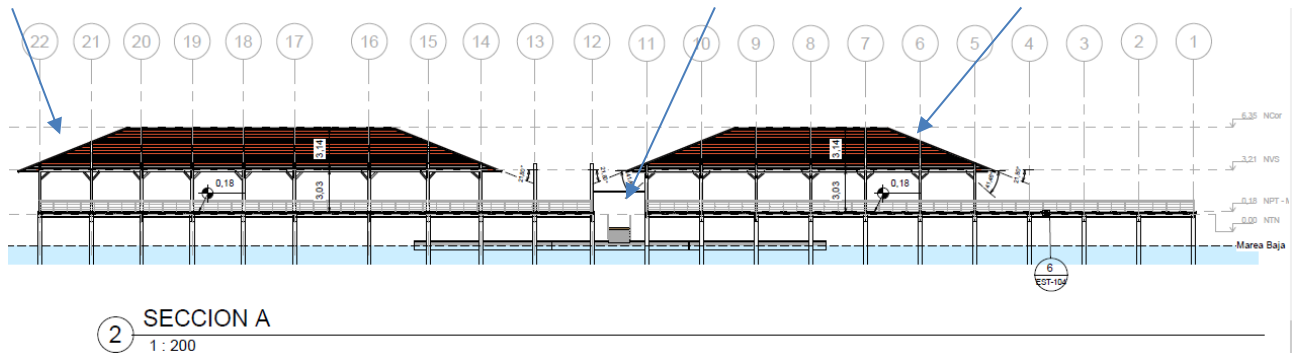 22 21 20 19 18 17 16 15 14 13 12 11 10 9 8 7 6 5 4 3 2 1
6,35 NCor
3,14 3,14
3,21 NVS
0,18 3,03 0,18 3,03
0,18 NPT - M
0,00 NTN
Marea Baja
6
EST-104
2 SECCION A
1 : 200